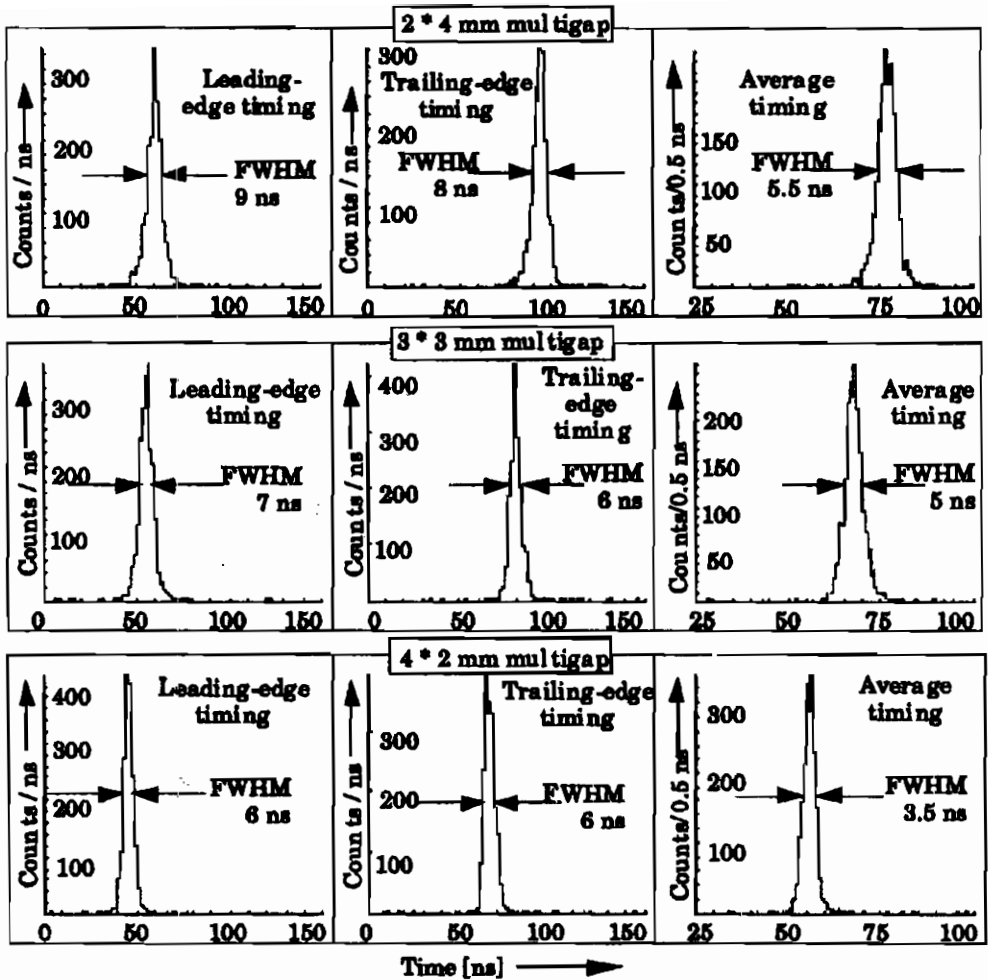 2 * 4 mm multigap
300
200
100
Counts / ns
Leading-
edge timing
FWHM
9 ns
0 50 100 150
300
200
100
Counts / ns
Trailing-edge
timing
FWHM
8 ns
0 50 100 150
150
100
50
Counts/0.5 ns
Average
timing
FWHM
5.5 ns
25 50 75 100
3 * 3 mm multigap
300
200
100
Counts / ns
Leading-edge
timing
FWHM
7 ns
0 50 100 150
400
300
200
100
Counts / ns
Trailing-
edge
timing
FWHM
6 ns
0 50 100 150
200
150
100
50
Counts/0.5 ns
Average
timing
FWHM
5 ns
25 50 75 100
4 * 2 mm multigap
400
300
200
100
Counts / ns
Leading-edge
timing
FWHM
6 ns
0 50 100 150
300
200
100
Counts / ns
Trailing-edge
timing
FWHM
6 ns
0 50 100 150
300
200
100
Counts/0.5 ns
Average
timing
FWHM
3.5 ns
25 50 75 100
Time [ns]